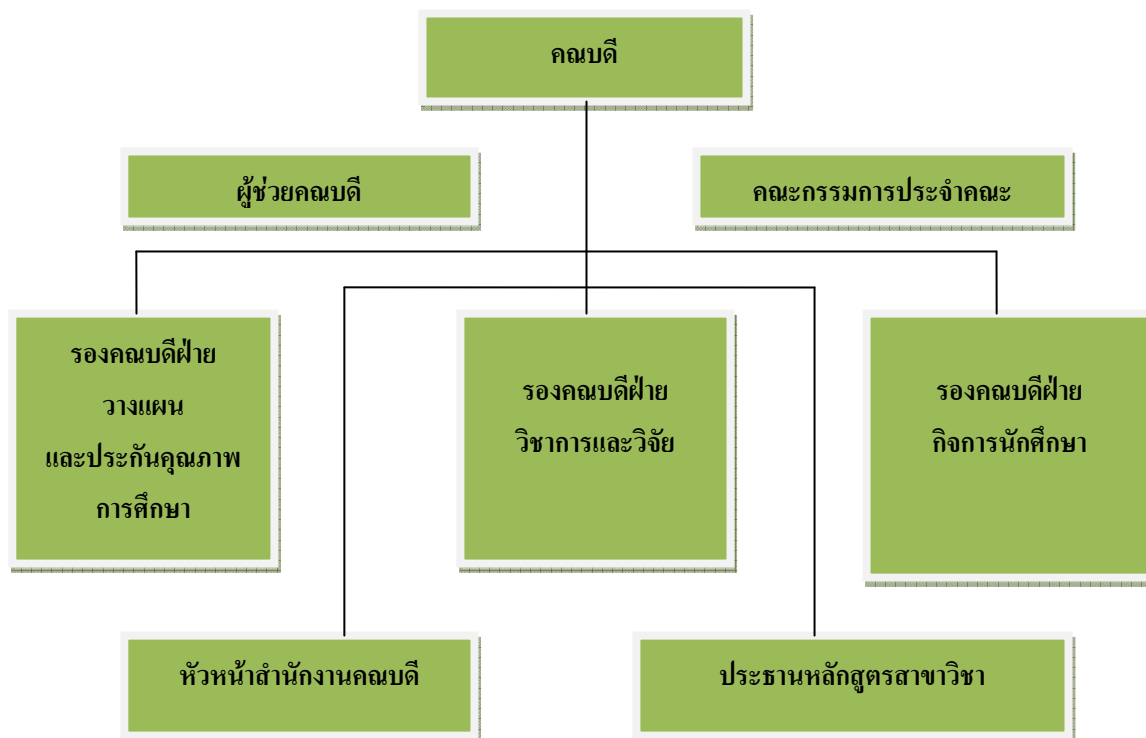 คณบดี
ผู้ช่วยคณบดี
คณะกรรมการประจำคณะ
รองคณบดีฝ่าย
วางแผน
และประกันคุณภาพ
การศึกษา
รองคณบดีฝ่าย
วิชาการและวิจัย
รองคณบดีฝ่าย
กิจการนักศึกษา
หัวหน้าสำนักงานคณบดี
ประธานหลักสูตรสาขาวิชา